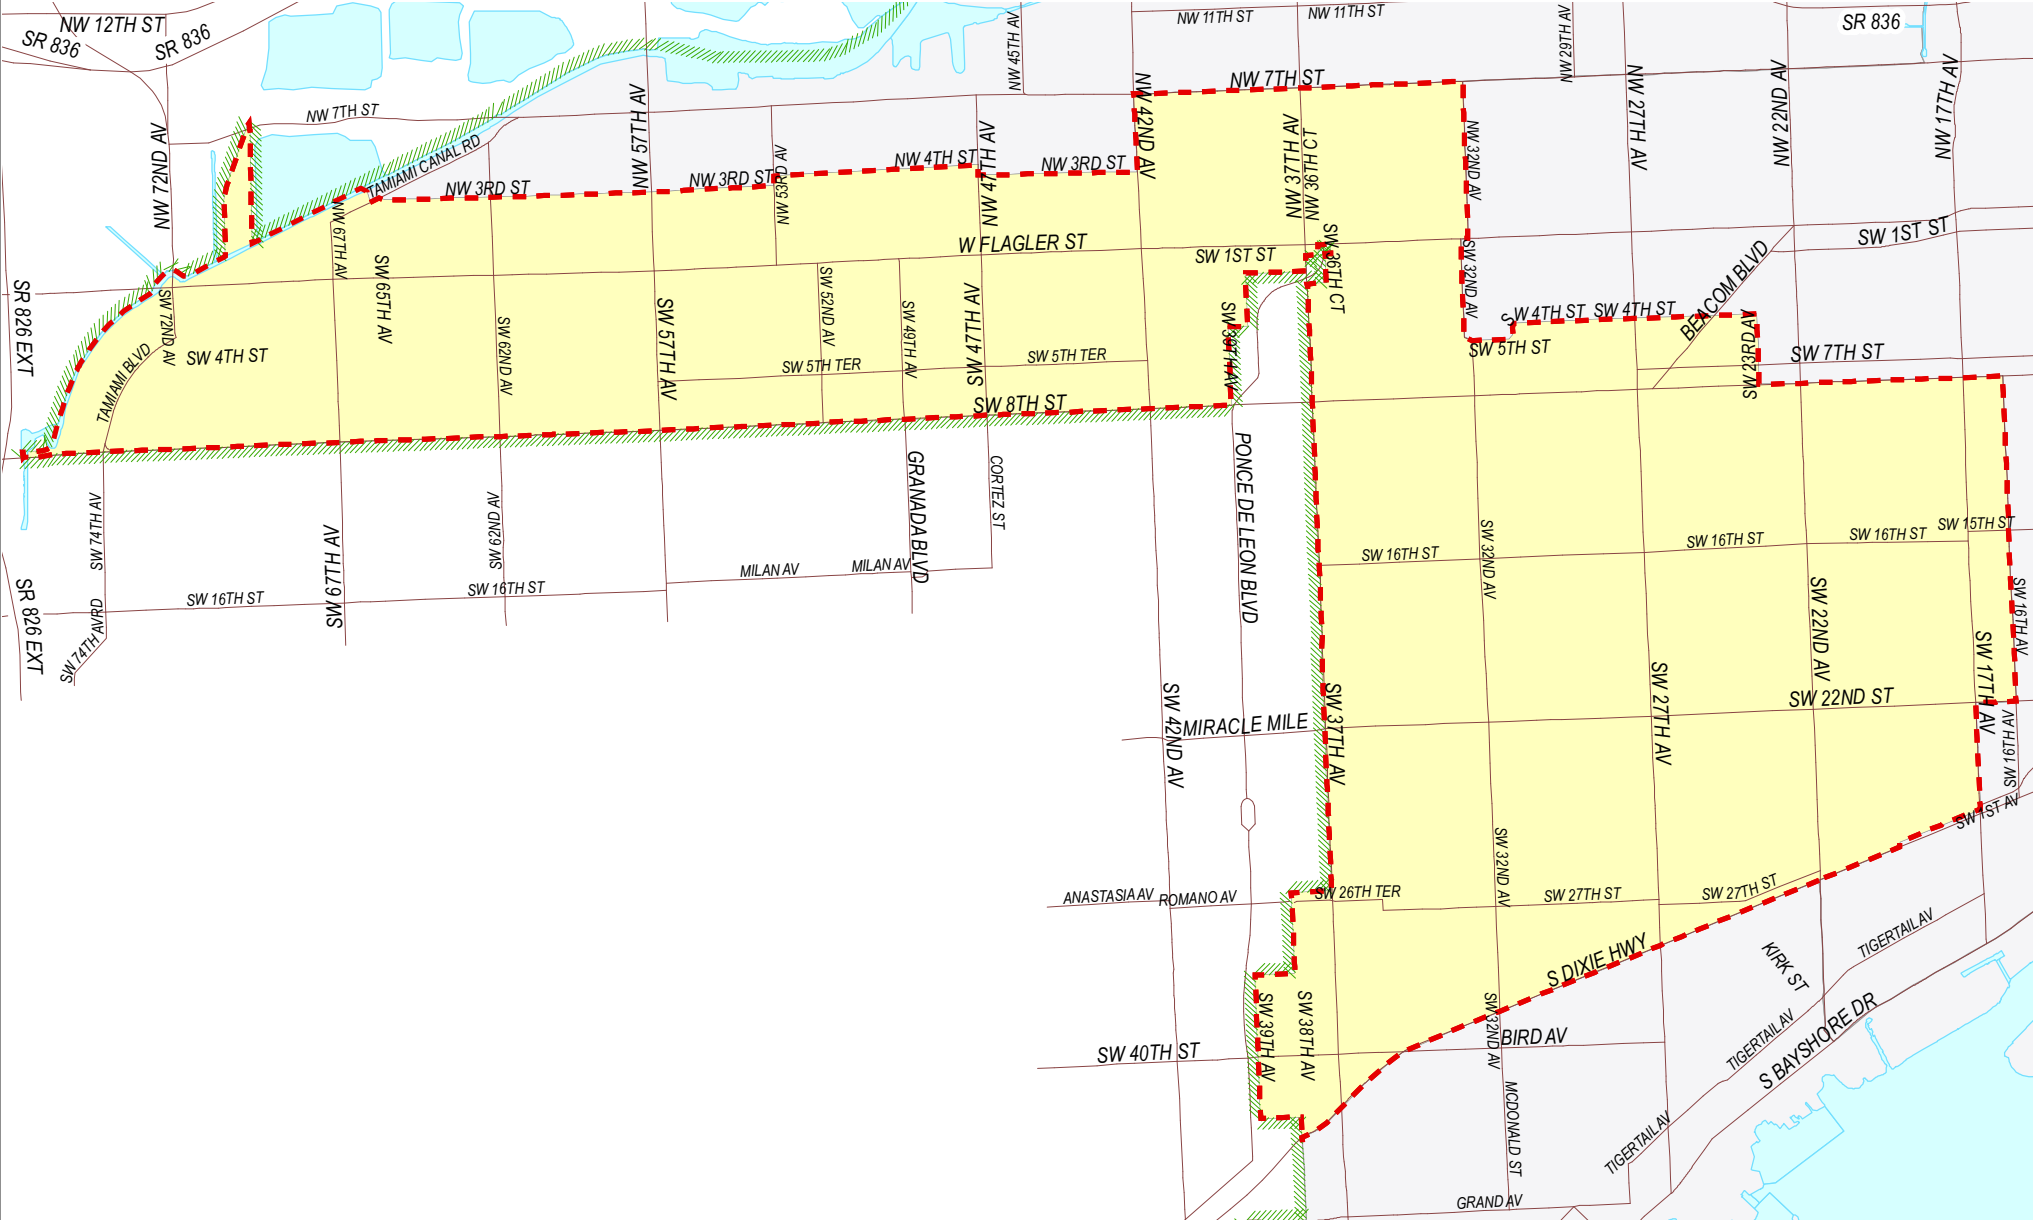 NW 12TH ST
SR 836
SR 836
NW 11TH ST
NW 11TH ST
SR 836
NW 45TH AV
NW 29TH AV
NW 7TH ST
NW 7TH ST
NW 72ND AV
NW 57TH AV
NW 42ND AV
NW 27TH AV
NW 22ND AV
NW 17TH AV
TAMIAMI CANAL RD
NW 3RD ST
NW 3RD ST
NW 53RD AV
NW 4TH ST
NW 47TH AV
NW 3RD ST
NW 37TH AV
NW 36TH CT
NW 32ND AV
NW 67TH AV
W FLAGLER ST
SW 1ST ST
SW 36TH CT
SW 32ND AV
SW 1ST ST
BEACOM BLVD
SR 826 EXT
SW 72ND AV
SW 65TH AV
SW 62ND AV
SW 57TH AV
SW 52ND AV
SW 49TH AV
SW 47TH AV
SW 39TH AV
SW 4TH ST
SW 4TH ST
SW 5TH ST
SW 23RD AV
SW 7TH ST
TAMIAMI BLVD
SW 4TH ST
SW 5TH TER
SW 5TH TER
SW 8TH ST
SW 74TH AV
SW 67TH AV
SW 62ND AV
GRANADA BLVD
CORTEZ ST
PONCE DE LEON BLVD
SW 32ND AV
SW 16TH ST
SW 16TH ST
SW 16TH ST
SW 15TH ST
SR 826 EXT
SW 74TH AVRD
SW 16TH ST
SW 16TH ST
MILAN AV
MILAN AV
SW 22ND AV
SW 16TH AV
SW 42ND AV
MIRACLE MILE
SW 37TH AV
SW 27TH AV
SW 22ND ST
SW 17TH AV
SW 16TH AV
SW 1ST AV
SW 32ND AV
ANASTASIA AV
ROMANO AV
SW 26TH TER
SW 27TH ST
SW 27TH ST
S DIXIE HWY
KIRK ST
TIGERTAIL AV
SW 39TH AV
SW 38TH AV
SW 32ND AV
SW 40TH ST
BIRD AV
TIGERTAIL AV
S BAYSHORE DR
MCDONALD ST
TIGERTAIL AV
GRAND AV